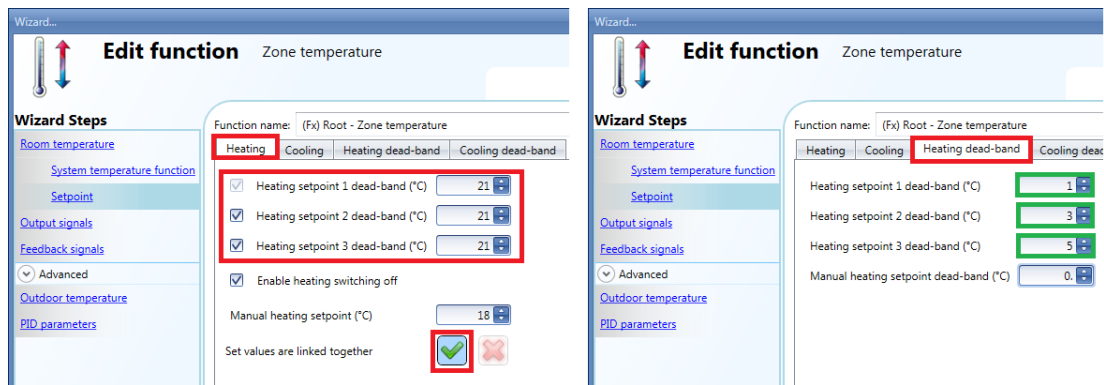 Wizard...
Edit function Zone temperature
Wizard Steps
Room temperature
System temperature function
Setpoint
Output signals
Feedback signals
Advanced
Outdoor temperature
PID parameters
Function name: (Fx) Root - Zone temperature
Heating Cooling Heating dead-band Cooling dead-band
Heating setpoint 1 dead-band (°C) 21
Heating setpoint 2 dead-band (°C) 21
Heating setpoint 3 dead-band (°C) 21
Enable heating switching off
Manual heating setpoint (°C) 18
Set values are linked together
Wizard...
Edit function Zone temperature
Wizard Steps
Room temperature
System temperature function
Setpoint
Output signals
Feedback signals
Advanced
Outdoor temperature
PID parameters
Function name: (Fx) Root - Zone temperature
Heating Cooling Heating dead-band Cooling dead
Heating setpoint 1 dead-band (°C) 1
Heating setpoint 2 dead-band (°C) 3
Heating setpoint 3 dead-band (°C) 5
Manual heating setpoint dead-band (°C) 0.